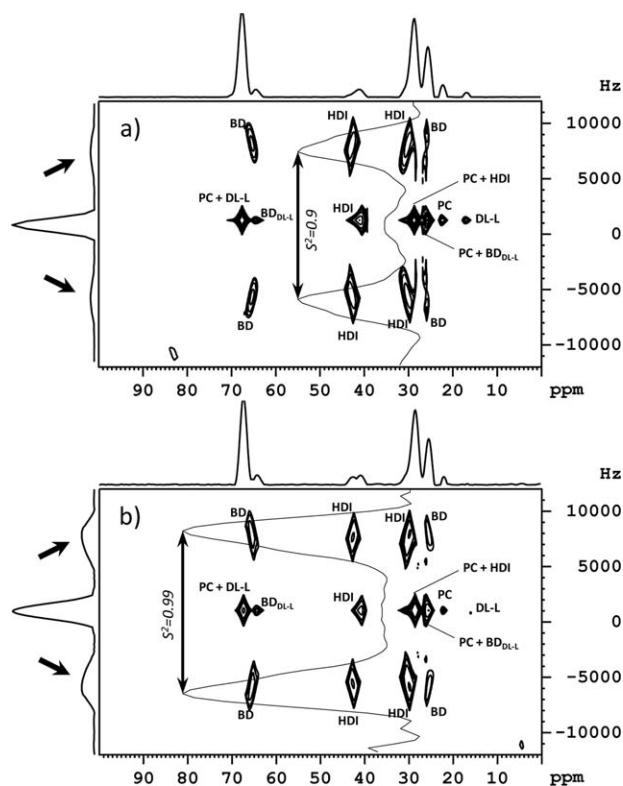 Hz
a)
BD
HDI
HDI
BD
10000
PC + HDI
5000
PC + DL-L
BD_DL-L
HDI
S²=0.9
PC
DL-L
0
PC + BD_DL-L
-5000
BD
HDI
HDI
BD
-10000
90 80 70 60 50 40 30 20 10 ppm
Hz
b)
BD
HDI
HDI
BD
10000
PC + HDI
5000
PC + DL-L
BD_DL-L
HDI
S²=0.99
PC
DL-L
0
PC + BD_DL-L
-5000
BD
HDI
HDI
BD
-10000
90 80 70 60 50 40 30 20 10 ppm